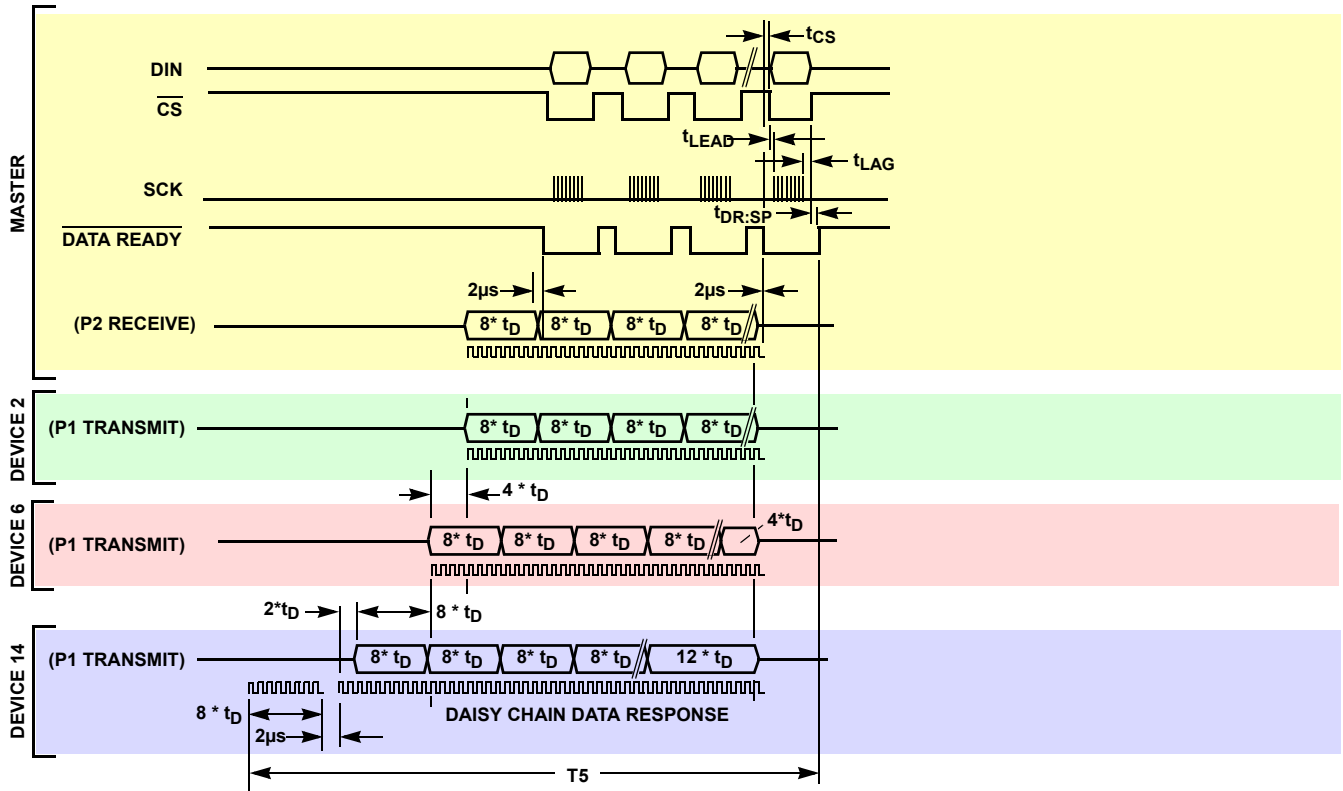 MASTER
tCS
DIN
CS
tLEAD
tLAG
SCK
tDR:SP
DATA READY
2µs
2µs
(P2 RECEIVE)
8* tD
8* tD
8* tD
8* tD
DEVICE 2
(P1 TRANSMIT)
8* tD
8* tD
8* tD
8* tD
4 * tD
DEVICE 6
(P1 TRANSMIT)
8* tD
8* tD
8* tD
8* tD
4*tD
2*tD
8 * tD
DEVICE 14
(P1 TRANSMIT)
8* tD
8* tD
8* tD
8* tD
12 * tD
8 * tD
DAISY CHAIN DATA RESPONSE
2µs
T5